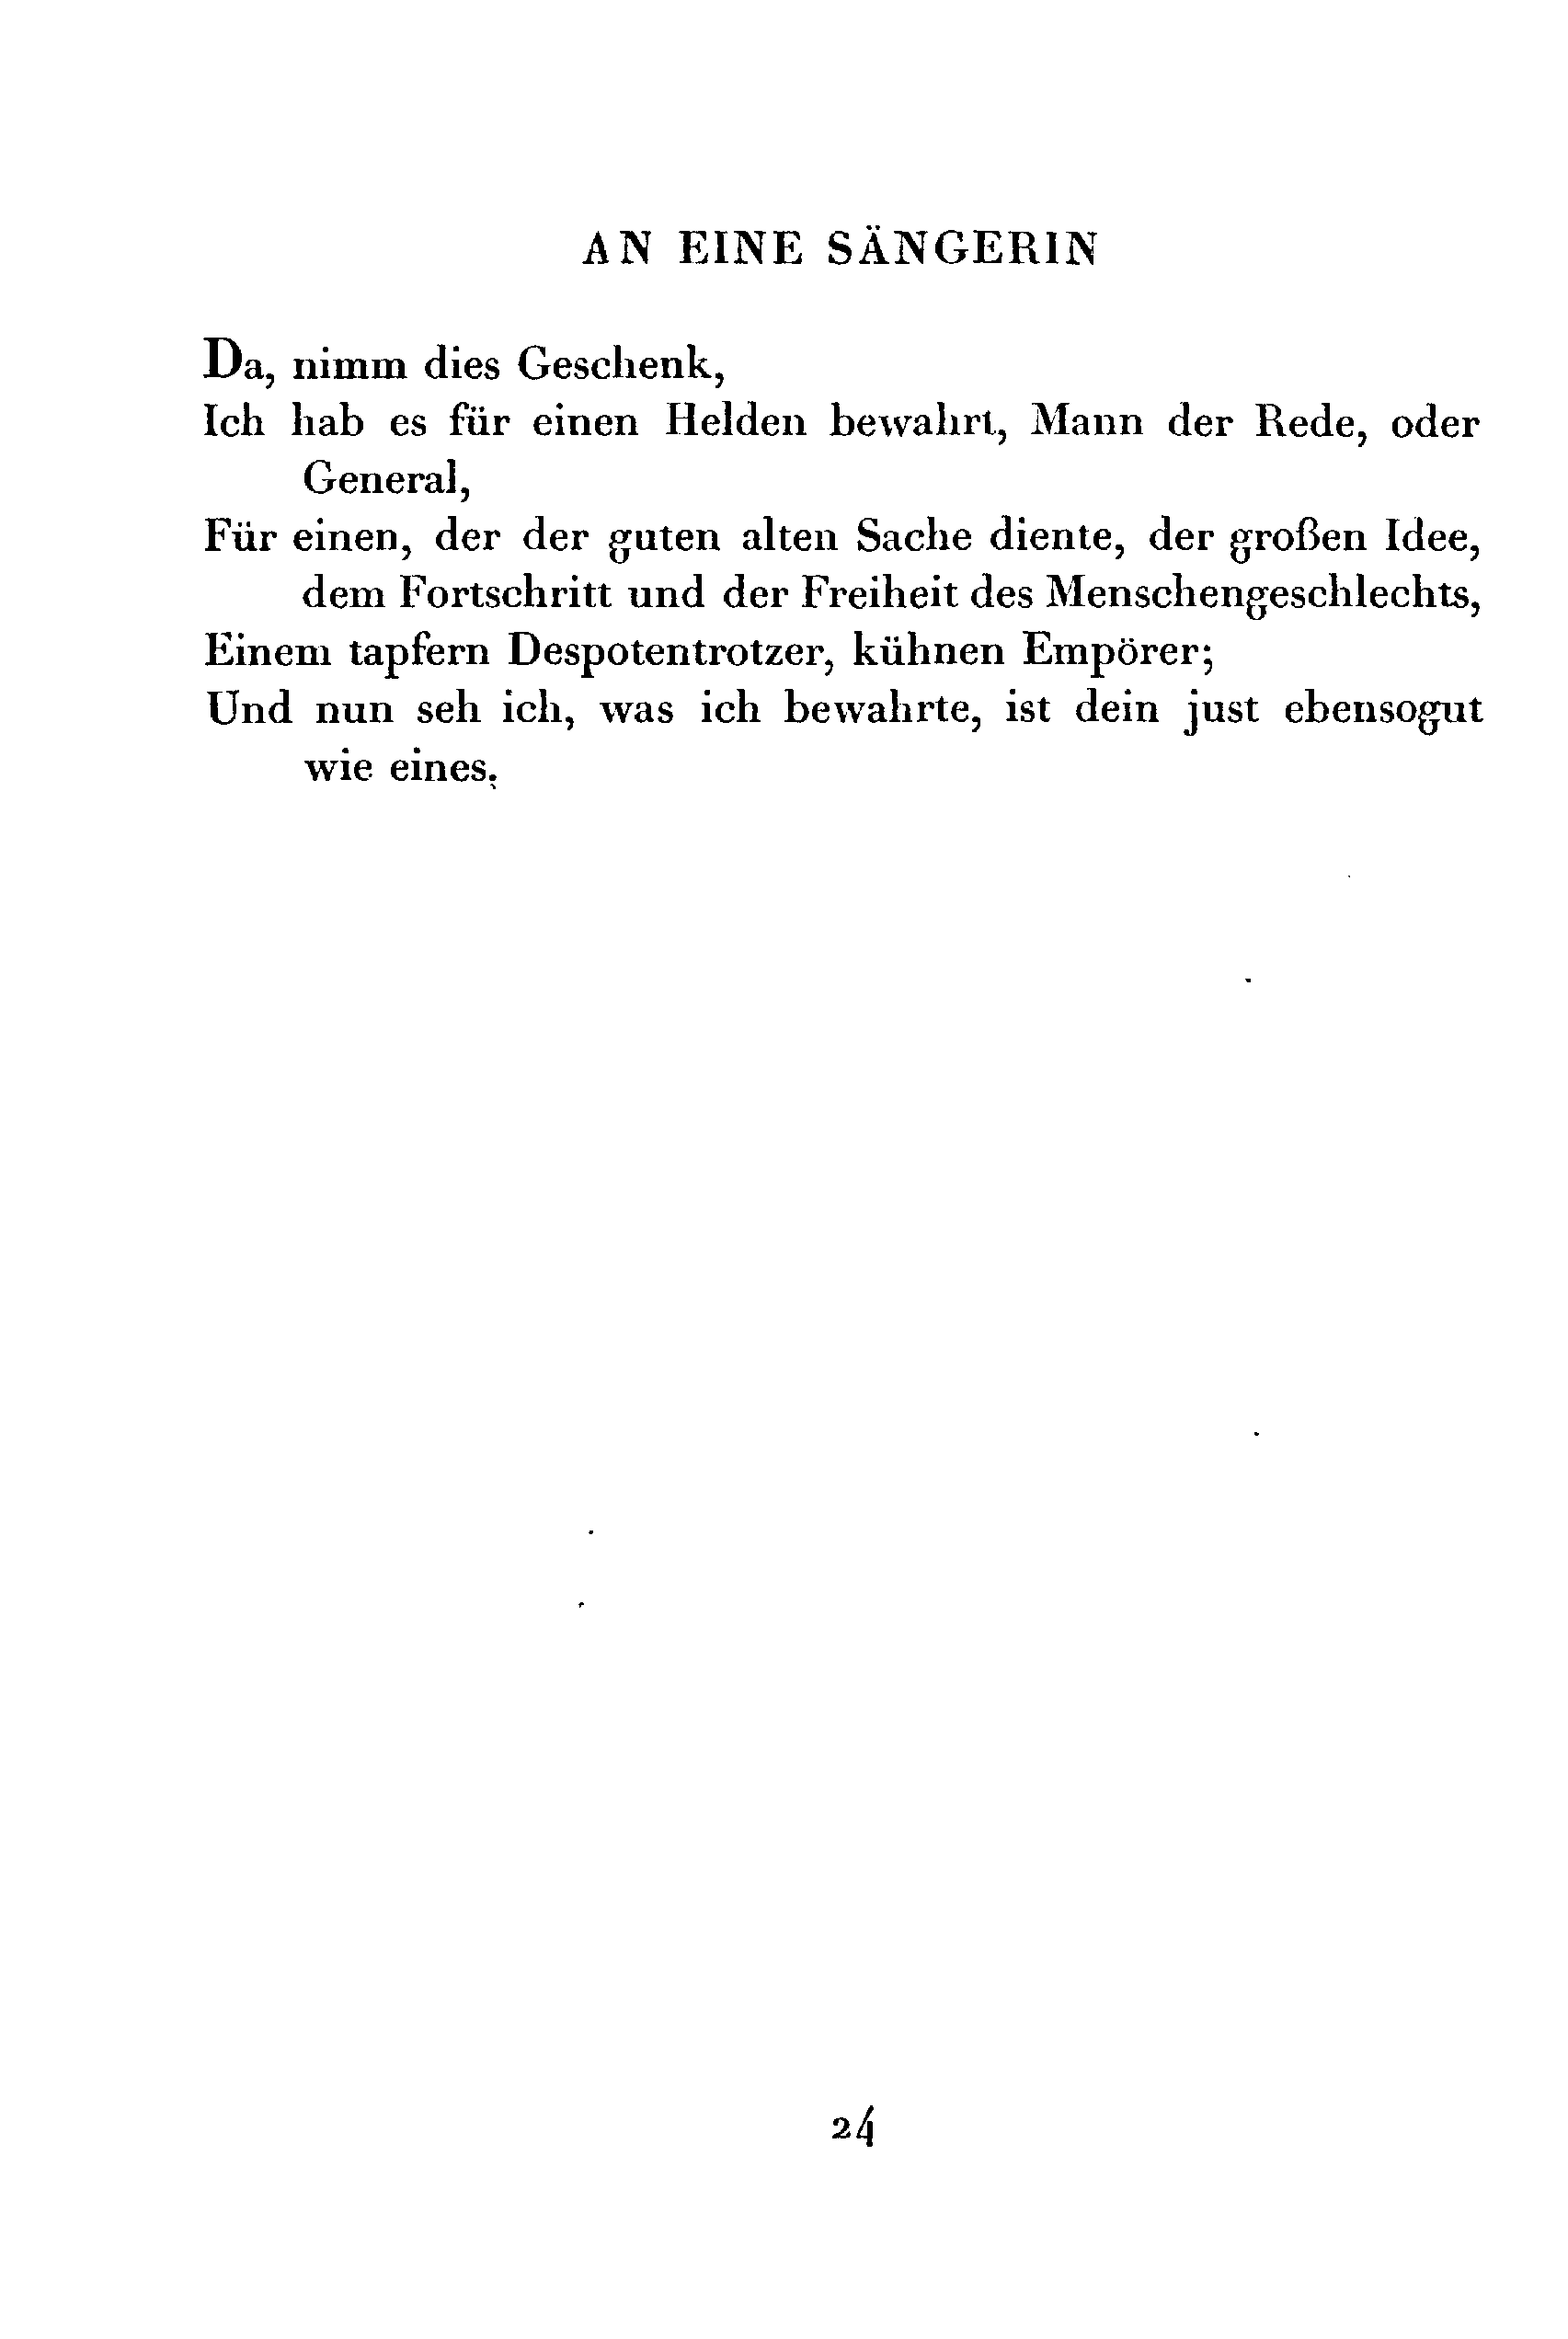 AN EINE SÄNGERIN
Da, nimm dies Geschenk,
Ich hab es für einen Helden bewahrt, Mann der Rede, oder
General,
Für einen, der der guten alten Sache diente, der großen Idee,
dem Fortschritt und der Freiheit des Menschengeschlechts,
Einem tapfern Despotentrotzer, kühnen Empörer;
Und nun seh ich, was ich bewahrte, ist dein just ebensogut
wie eines.
24